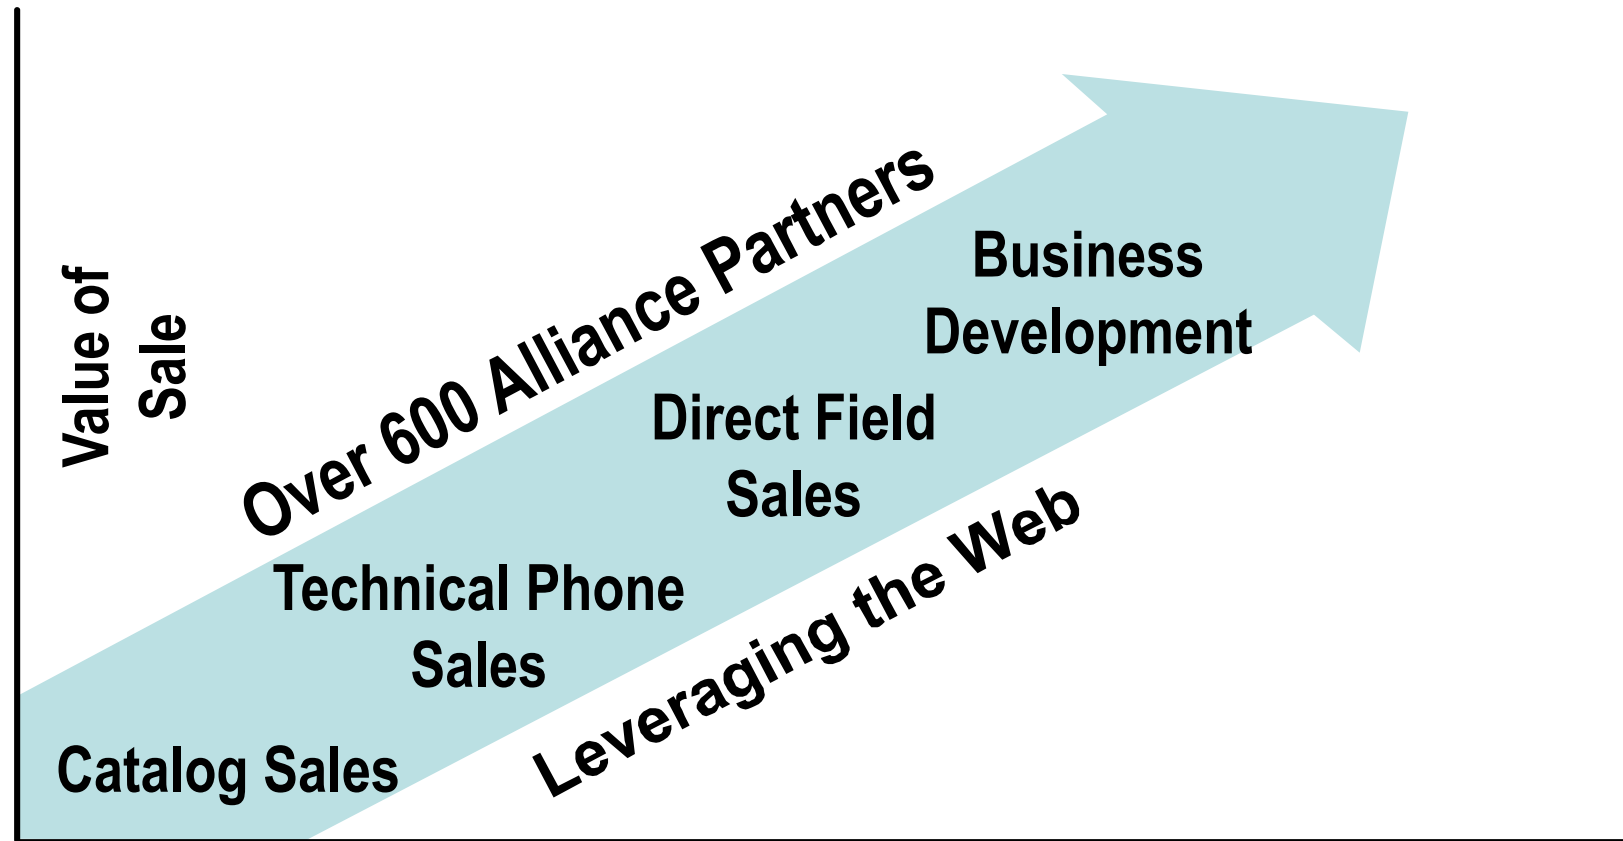 Value of
Sale
Over 600 Alliance Partners
Business
Development
Direct Field
Sales
Technical Phone
Sales
Leveraging the Web
Catalog Sales